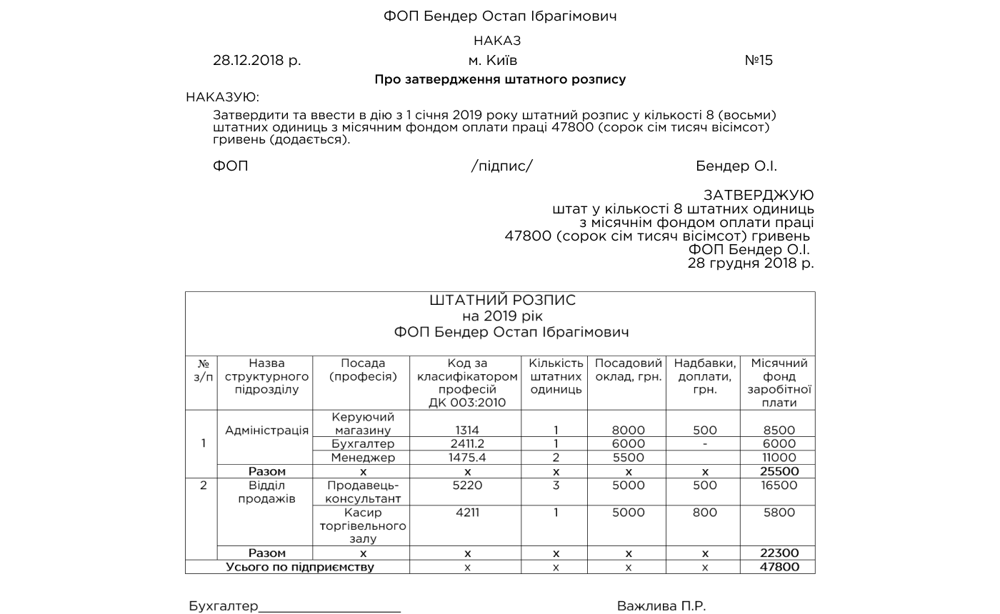 ФОП Бендер Остап Ібрагімович
НАКАЗ
28.12.2018 р. м. Київ №15
Про затвердження штатного розпису
НАКАЗУЮ:
Затвердити та ввести в дію з 1 січня 2019 року штатний розпис у кількості 8 (восьми)
штатних одиниць з місячним фондом оплати праці 47800 (сорок сім тисяч вісімсот)
гривень (додається).
ФОП /підпис/ Бендер О.І.
ЗАТВЕРДЖУЮ
штат у кількості 8 штатних одиниць
з місячнім фондом оплати праці
47800 (сорок сім тисяч вісімсот) гривень
ФОП Бендер О.І.
28 грудня 2018 р.
ШТАТНИЙ РОЗПИС
на 2019 рік
ФОП Бендер Остап Ібрагімович
№ Назва Посада Код за Кількість Посадовий Надбавки, Місячний
з/п структурного (професія) класифікатором штатних оклад, грн. доплати, фонд
підрозділу професій одиниць грн. заробітної
ДК 003:2010 плати
Керуючий
Адміністрація магазину 1314 1 8000 500 8500
1 Бухгалтер 2411.2 1 6000 - 6000
Менеджер 1475.4 2 5500 11000
Разом х х х х х 25500
2 Відділ Продавець- 5220 3 5000 500 16500
продажів консультант
Касир 4211 1 5000 800 5800
торгівельного
залу
Разом х х х х х 22300
Усього по підприємству х х х х 47800
Бухгалтер____________________ Важлива П.Р.